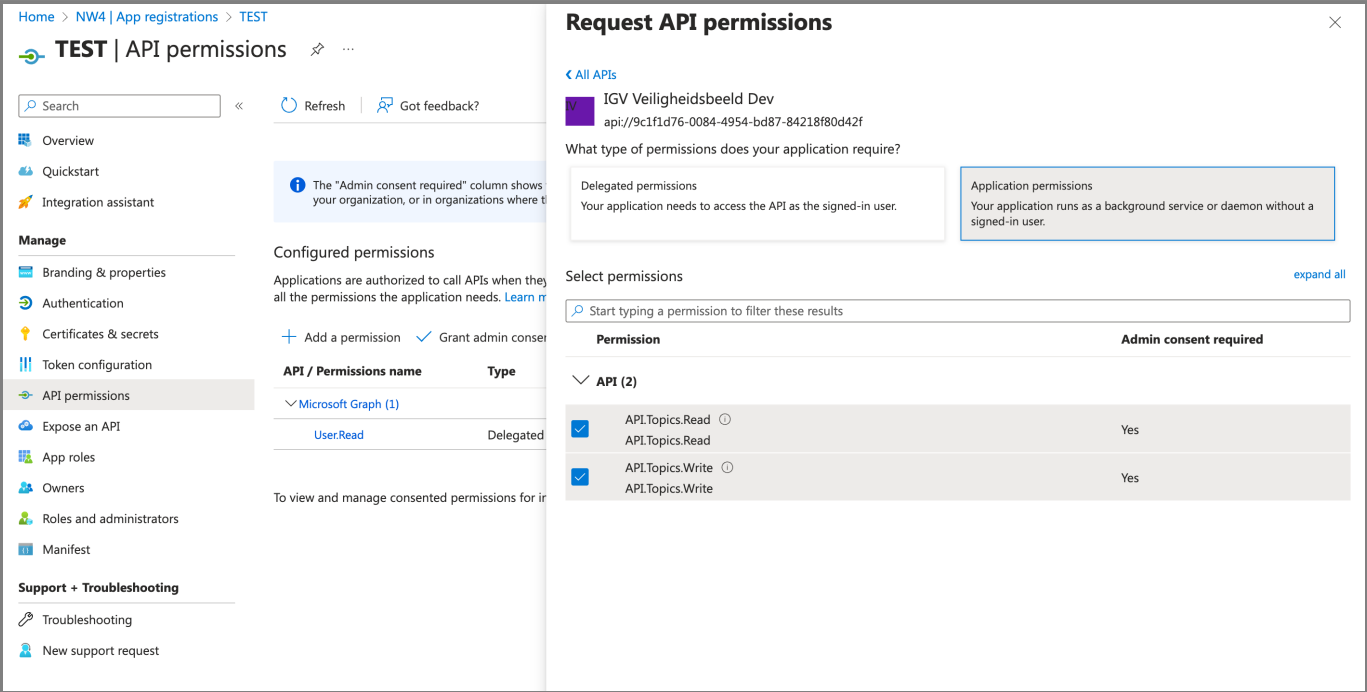 Home > NW4 | App registrations > TEST
TEST | API permissions
Search
Overview
Quickstart
Integration assistant
Manage
Branding & properties
Authentication
Certificates & secrets
Token configuration
API permissions
Expose an API
App roles
Owners
Roles and administrators
Manifest
Support + Troubleshooting
Troubleshooting
New support request
Refresh
Got feedback?
The "Admin consent required" column shows
your organization, or in organizations where
Configured permissions
Applications are authorized to call APIs when they
all the permissions the application needs. Learn
Add a permission
Grant admin
API / Permissions name Type
Microsoft Graph (1)
User.Read Delegated
To view and manage consented permissions for
Request API permissions
All APIs
IV
IGV Veiligheidsbeeld Dev
api://9c1f1d76-0084-4954-bd87-84218f80d42f
What type of permissions does your application require?
Delegated permissions
Your application needs to access the API as the signed-in user.
Application permissions
Your application runs as a background service or daemon without a
signed-in user.
Select permissions
expand all
Start typing a permission to filter these results
Permission Admin consent required
API (2)
API.Topics.Read
API.Topics.Read
Yes
API.Topics.Write
API.Topics.Write
Yes